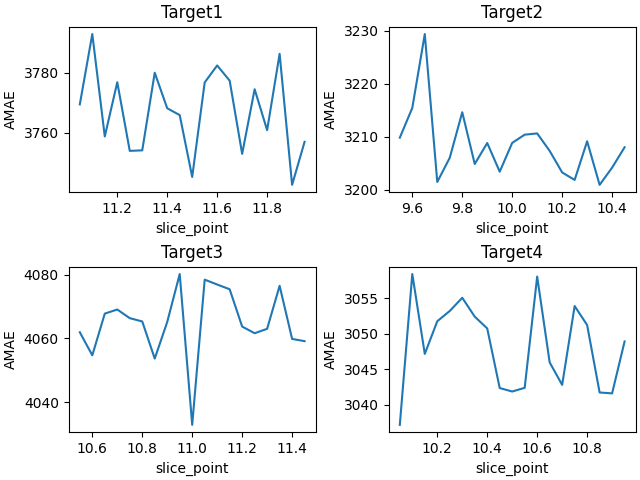 Target1
AMAE
3780
3760
11.2 11.4 11.6 11.8
slice_point
Target2
AMAE
3230
3220
3210
3200
9.6 9.8 10.0 10.2 10.4
slice_point
Target3
AMAE
4080
4060
4040
10.6 10.8 11.0 11.2 11.4
slice_point
Target4
AMAE
3055
3050
3045
3040
10.2 10.4 10.6 10.8
slice_point